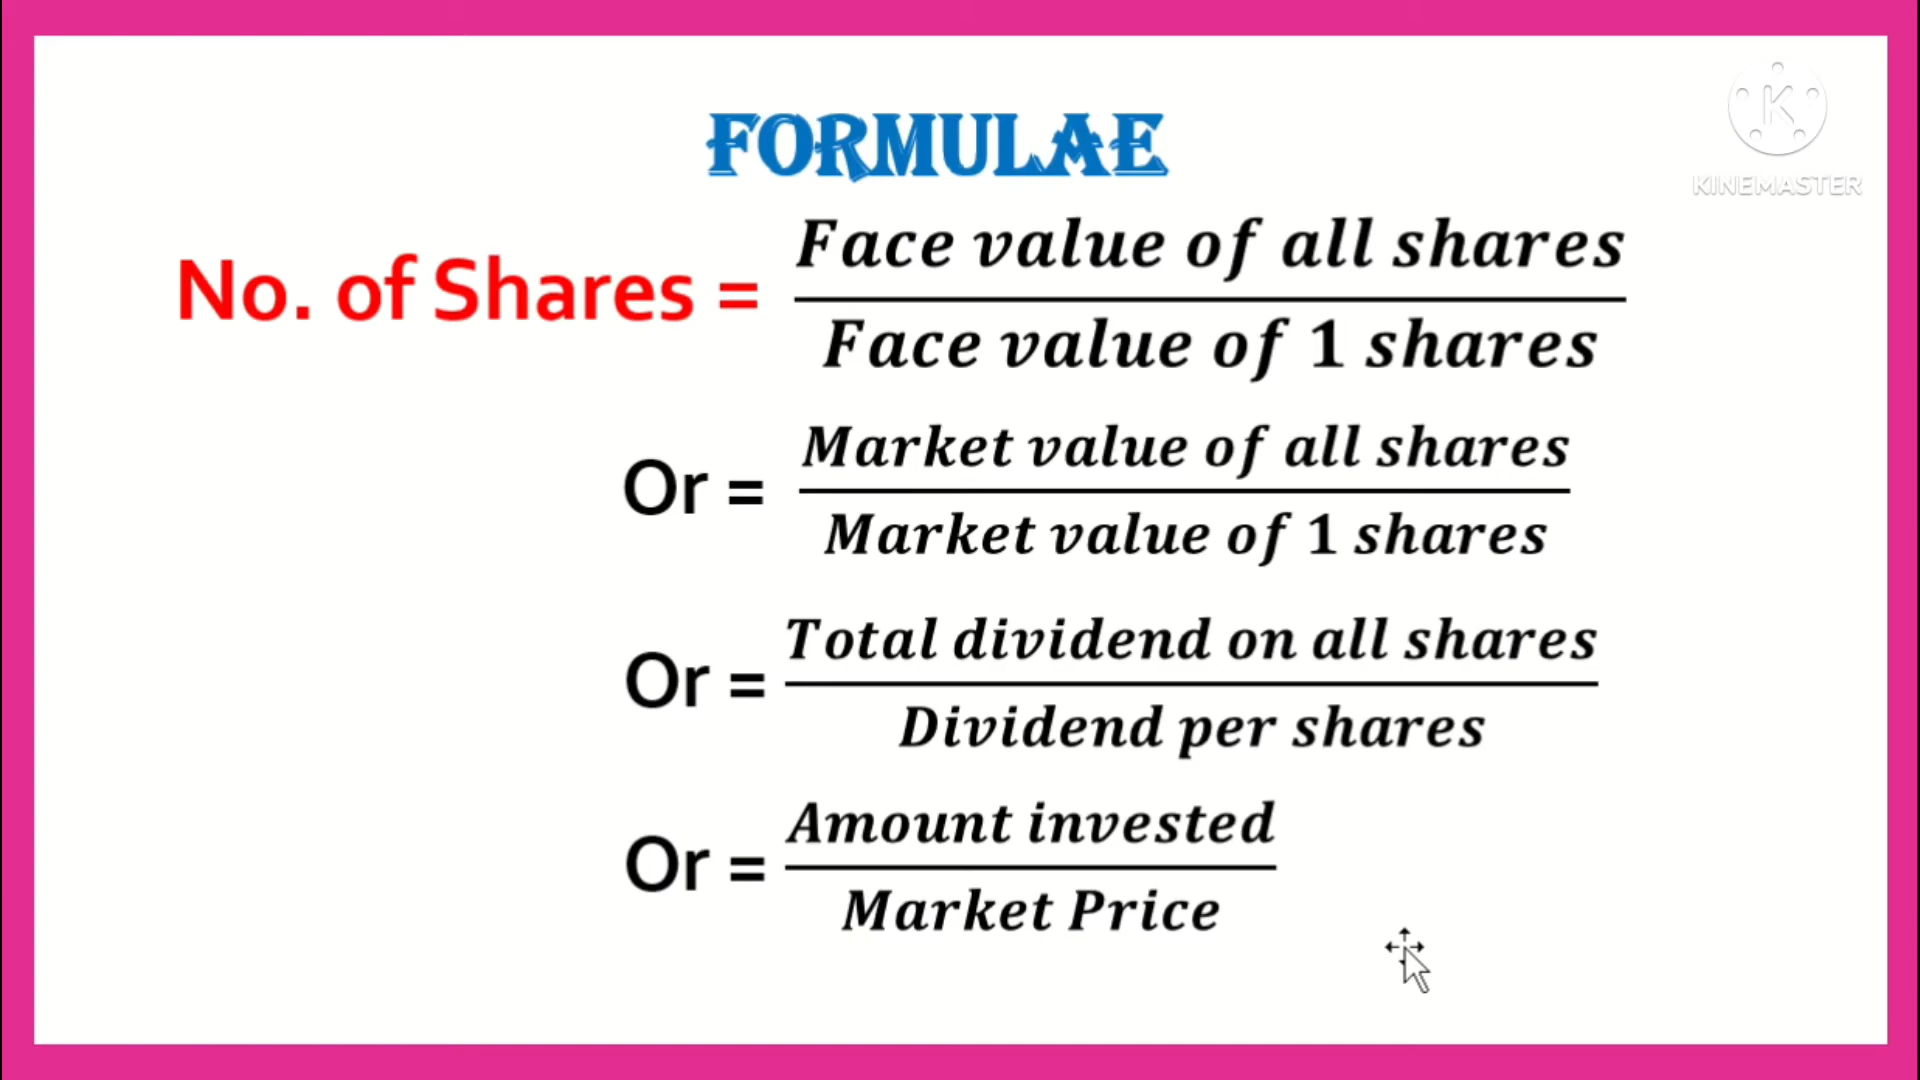 FORMULAE
KINEMASTER
No. of Shares = Face value of all shares
Face value of 1 shares
Or = Market value of all shares
Market value of 1 shares
Or = Total dividend on all shares
Dividend per shares
Or = Amount invested
Market Price